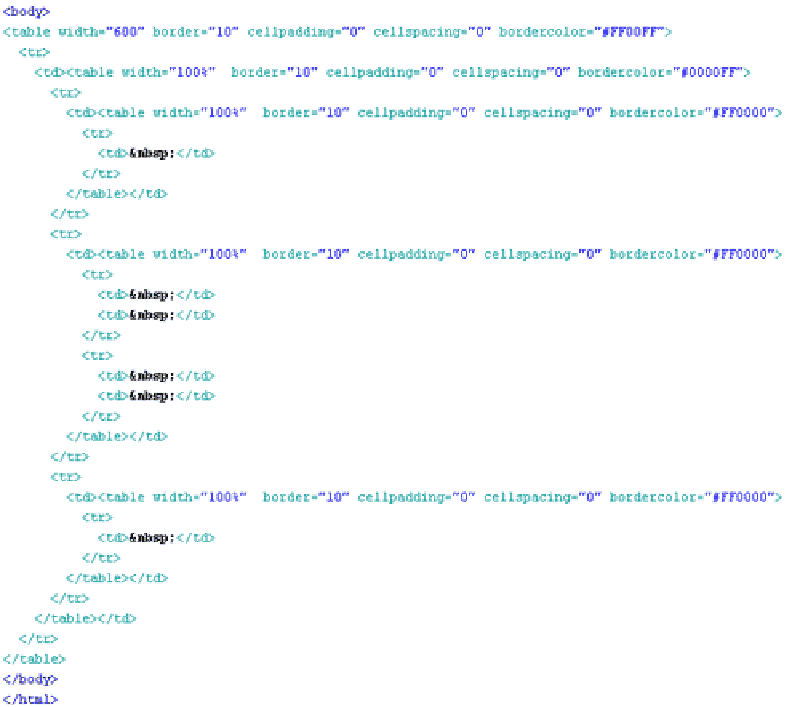 <body>
<table width="600" border="10" cellpadding="0" cellspacing="0" bordercolor="#FF00FF">
<tr>
<td><table width="100%" border="10" cellpadding="0" cellspacing="0" bordercolor="#0000FF">
<tr>
<td><table width="100%" border="10" cellpadding="0" cellspacing="0" bordercolor="#FF0000">
<tr>
<td>&nbsp;</td>
</tr>
</table></td>
</tr>
<tr>
<td><table width="100%" border="10" cellpadding="0" cellspacing="0" bordercolor="#FF0000">
<tr>
<td>&nbsp;</td>
<td>&nbsp;</td>
</tr>
<tr>
<td>&nbsp;</td>
<td>&nbsp;</td>
</tr>
</table></td>
</tr>
<tr>
<td><table width="100%" border="10" cellpadding="0" cellspacing="0" bordercolor="#FF0000">
<tr>
<td>&nbsp;</td>
</tr>
</table></td>
</tr>
</table></td>
</tr>
</table>
</body>
</html>